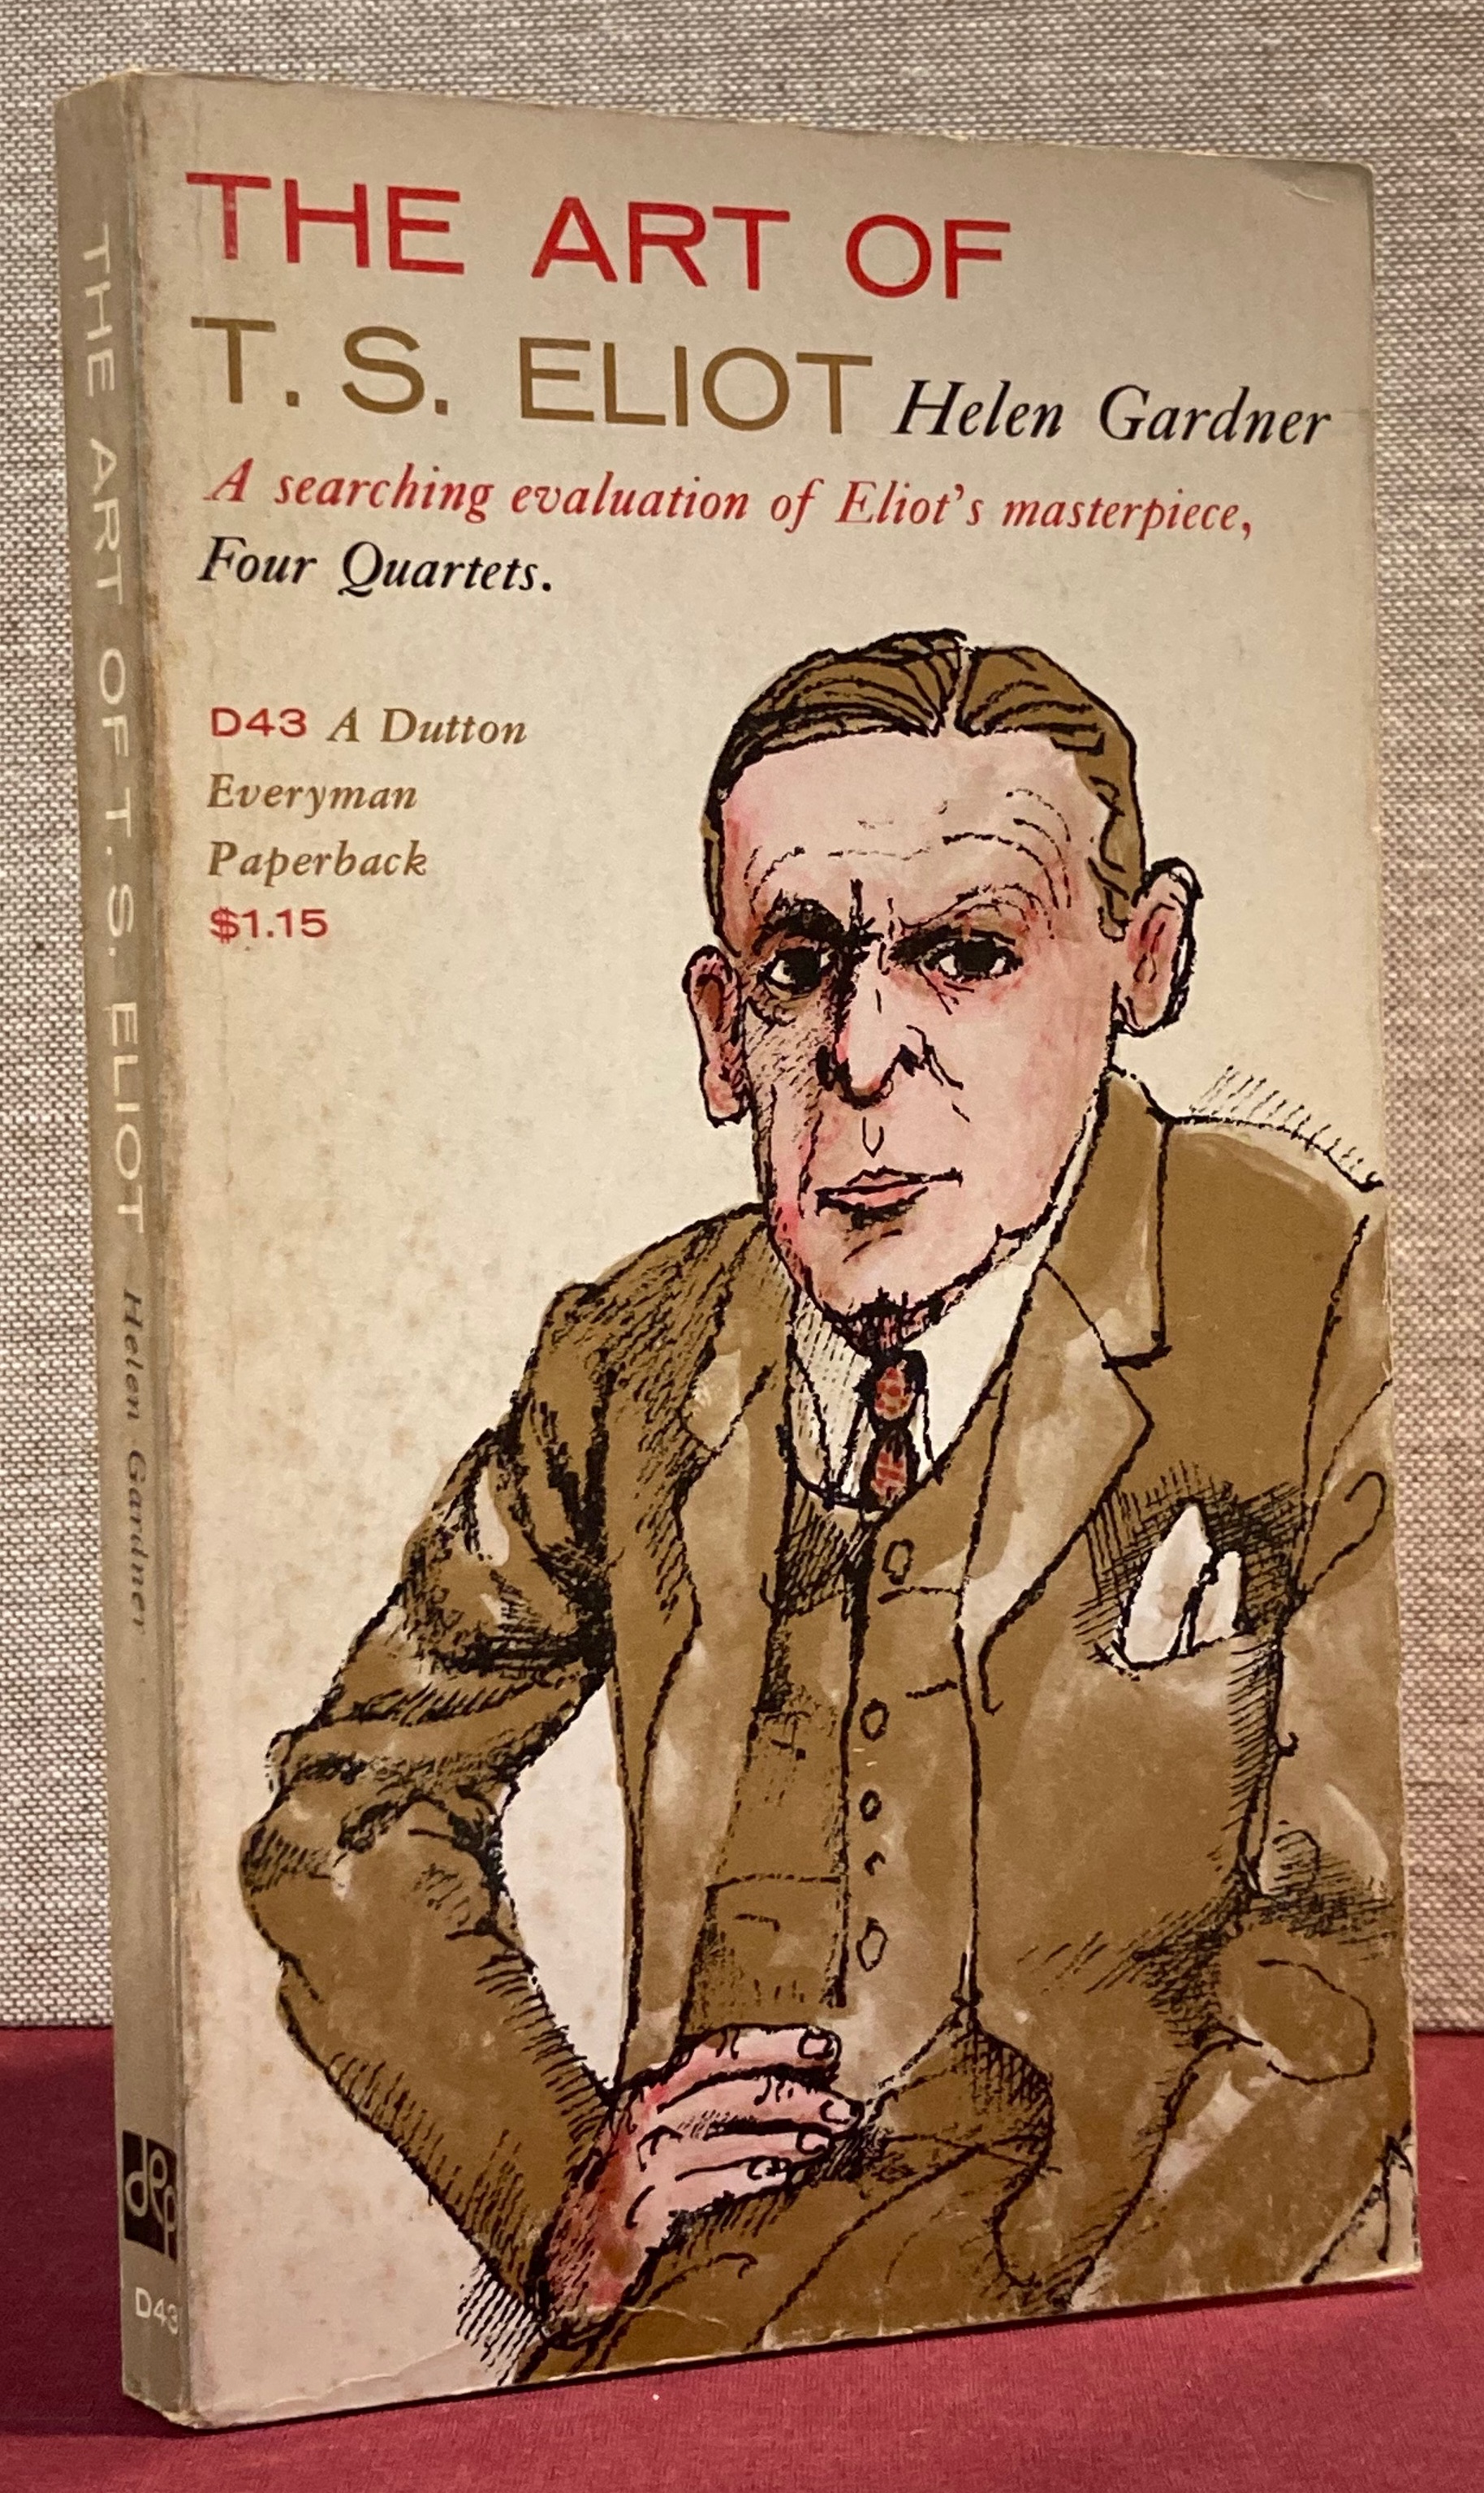 THE ART OF
T. S. ELIOT Helen Gardner
A searching evaluation of Eliot's masterpiece,
Four Quartets.
D43 A Dutton
Everyman
Paperback
$1.15
THE ART OF T. S. ELIOT Helen Gardner
dep
D43